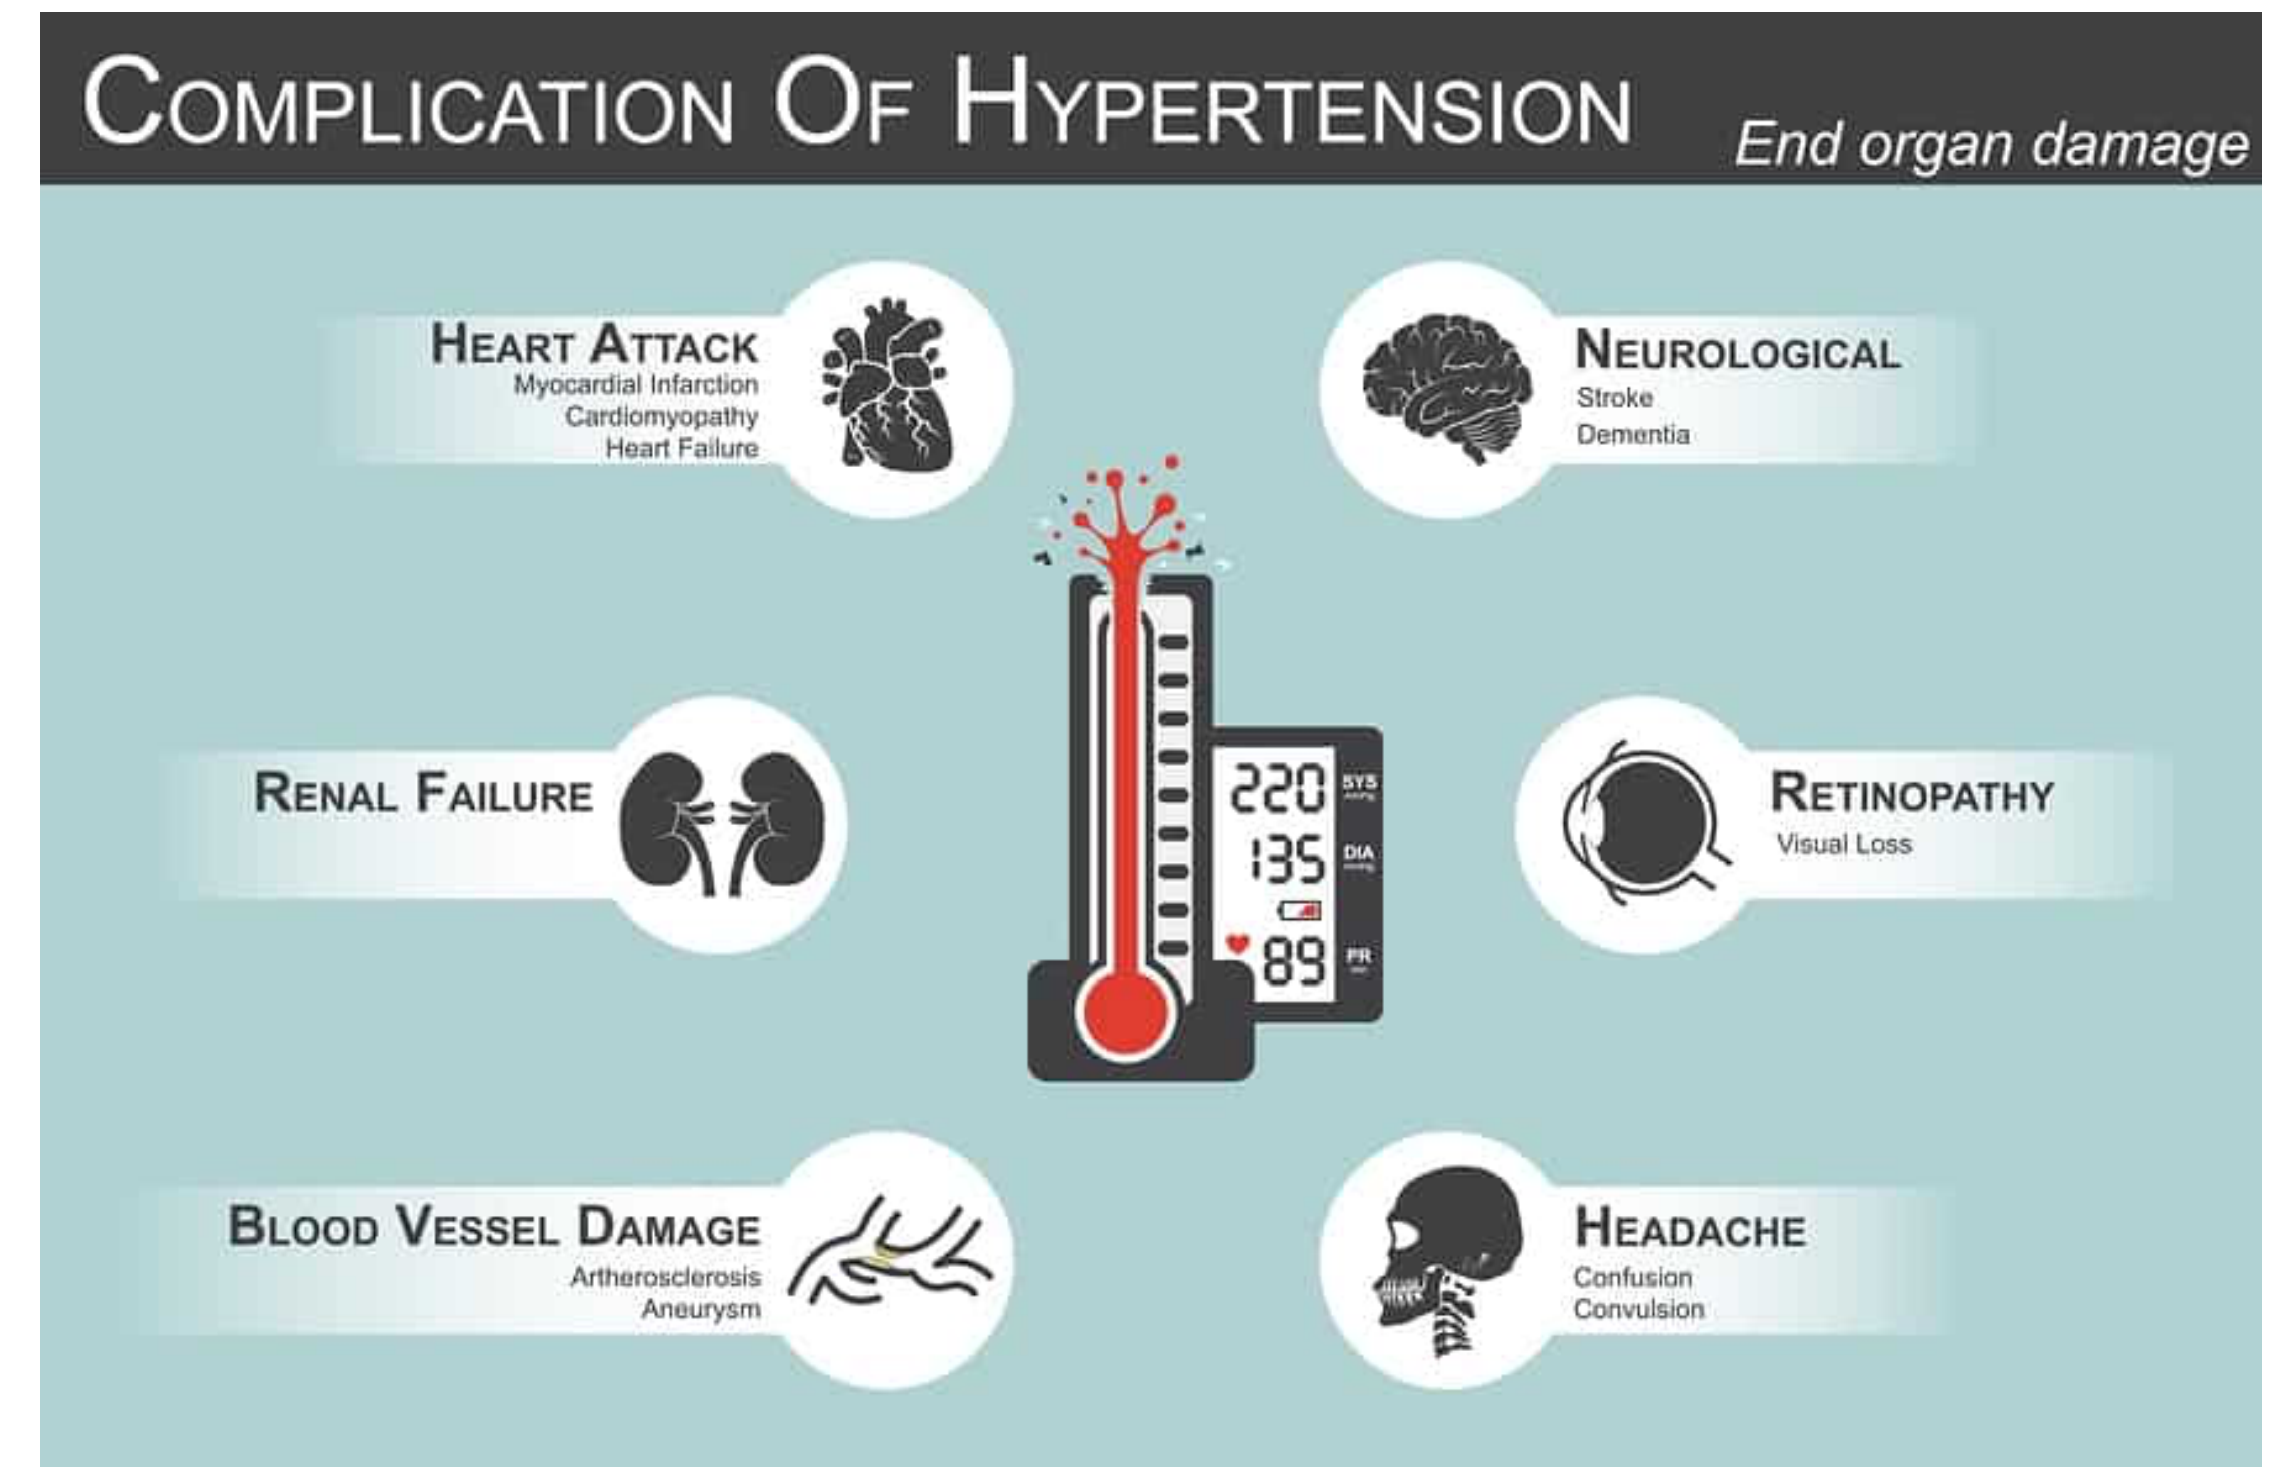 COMPLICATION OF HYPERTENSION
End organ damage
HEART ATTACK
Myocardial Infarction
Cardiomyopathy
Heart Failure
NEUROLOGICAL
Stroke
Dementia
RENAL FAILURE
220 SYS
135 DIA
89 PR
RETINOPATHY
Visual Loss
BLOOD VESSEL DAMAGE
Artherosclerosis
Aneurysm
HEADACHE
Confusion
Convulsion